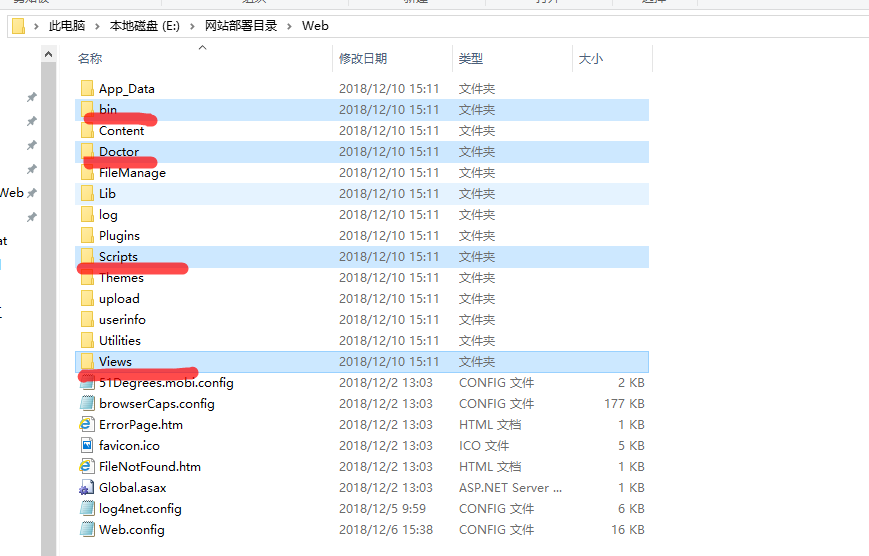 此电脑 > 本地磁盘 (E:) > 网站部署目录 > Web
名称 修改日期 类型 大小
App_Data 2018/12/10 15:11 文件夹
bin 2018/12/10 15:11 文件夹
Content 2018/12/10 15:11 文件夹
Doctor 2018/12/10 15:11 文件夹
FileManage 2018/12/10 15:11 文件夹
Web Lib 2018/12/10 15:11 文件夹
log 2018/12/10 15:11 文件夹
Plugins 2018/12/10 15:11 文件夹
at
Scripts 2018/12/10 15:11 文件夹
Themes 2018/12/10 15:11 文件夹
upload 2018/12/10 15:11 文件夹
userinfo 2018/12/10 15:11 文件夹
Utilities 2018/12/10 15:11 文件夹
Views 2018/12/10 15:11 文件夹
51Degrees.mobi.config 2018/12/2 13:03 CONFIG 文件 2 KB
browserCaps.config 2018/12/2 13:03 CONFIG 文件 177 KB
ErrorPage.htm 2018/12/2 13:03 HTML 文档 1 KB
favicon.ico 2018/12/2 13:03 ICO 文件 5 KB
FileNotFound.htm 2018/12/2 13:03 HTML 文档 1 KB
Global.asax 2018/12/2 13:03 ASP.NET Server ... 1 KB
log4net.config 2018/12/5 9:59 CONFIG 文件 6 KB
Web.config 2018/12/6 15:38 CONFIG 文件 16 KB